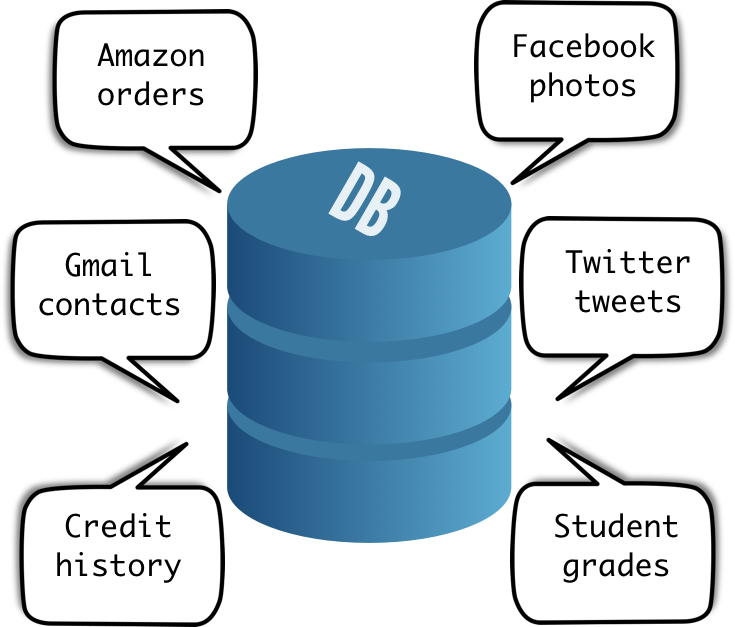 Amazon
orders
Facebook
photos
DB
Gmail
contacts
Twitter
tweets
Credit
history
Student
grades